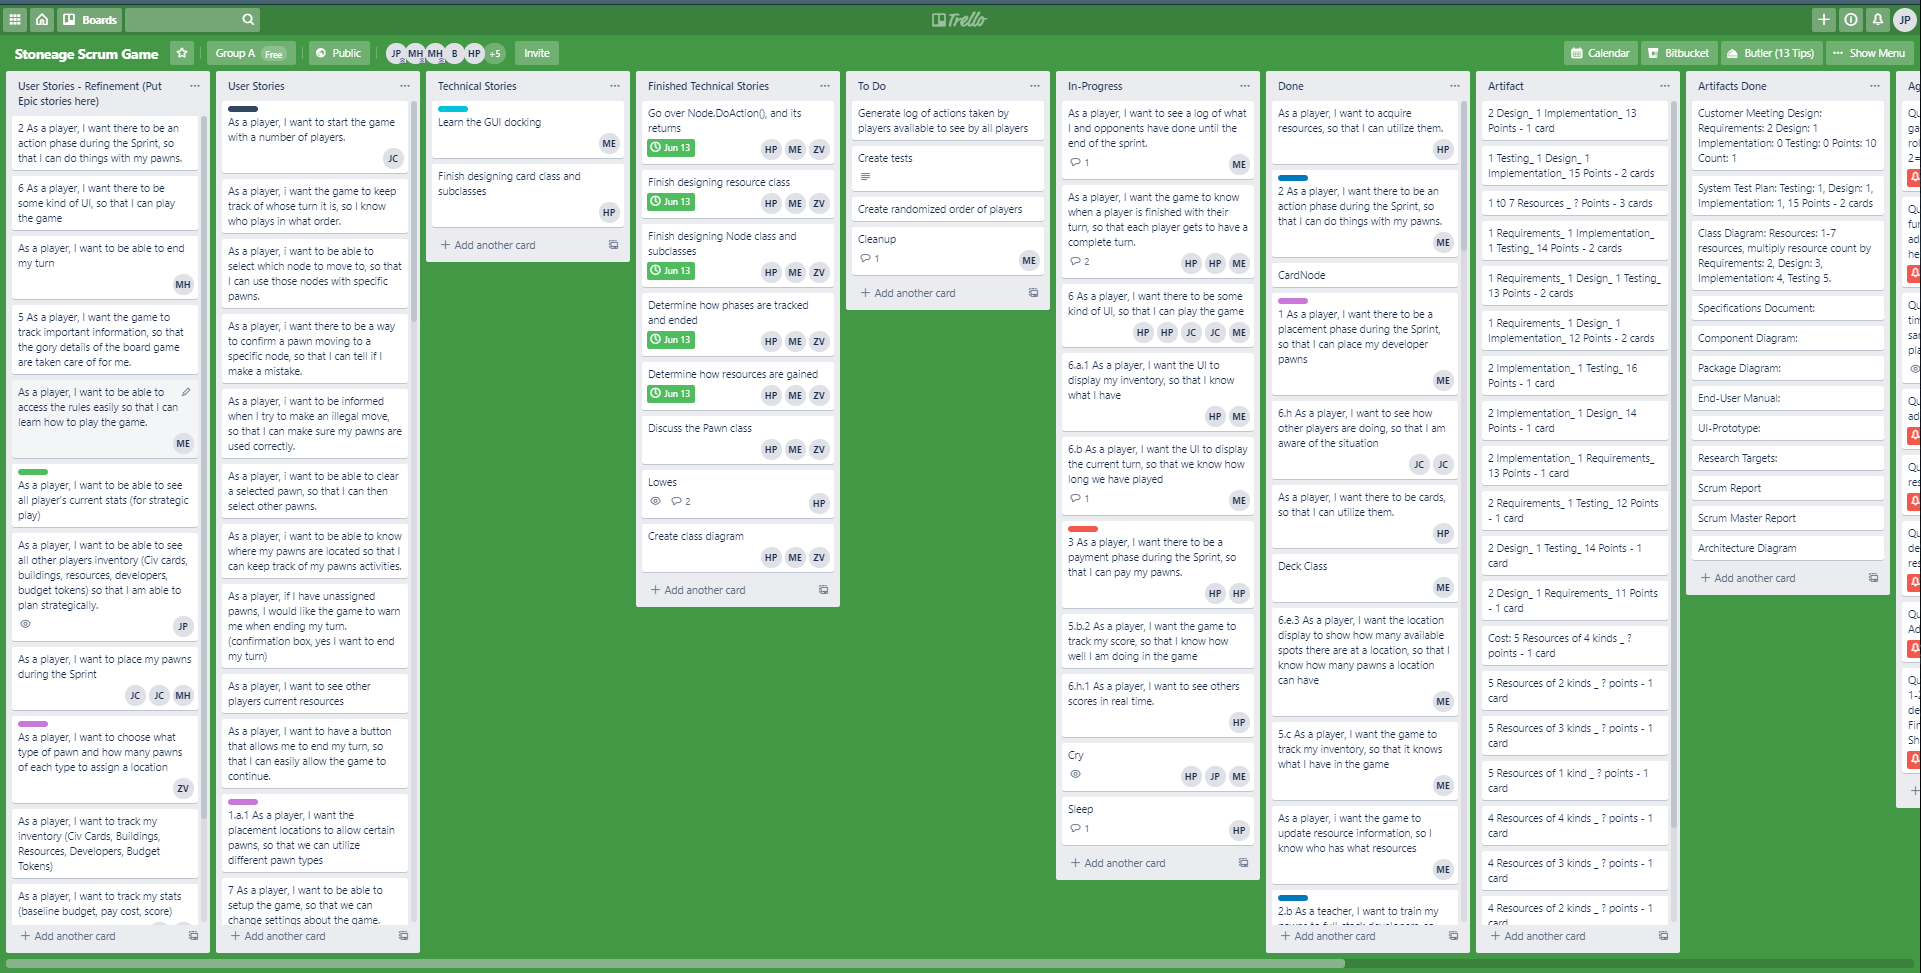 Boards
Trello
JP
Stoneage Scrum Game
Group A Free
Public
JP MH MH B HP +5
Invite
Calendar
Bitbucket
Butler (13 Tips)
Show Menu
User Stories - Refinement (Put
Epic stories here)
2 As a player, I want there to be an
action phase during the Sprint, so
that I can do things with my pawns.
6 As a player, I want there to be
some kind of UI, so that I can play
the game
As a player, I want to be able to end
my turn
MH
5 As a player, I want the game to
track important information, so that
the gory details of the board game
are taken care of for me.
As a player, I want to be able to
access the rules easily so that I can
learn how to play the game.
ME
As a player, I want to be able to see
all player's current stats (for strategic
play)
As a player, I want to be able to see
all other players inventory (Civ cards,
buildings, resources, developers,
budget tokens) so that I am able to
plan strategically.
JP
As a player, I want to place my pawns
during the Sprint
JC JC MH
As a player, I want to choose what
type of pawn and how many pawns
of each type to assign a location
ZV
As a player, I want to track my
inventory (Civ Cards, Buildings,
Resources, Developers, Budget
Tokens)
As a player, I want to track my stats
(baseline budget, pay cost, score)
+ Add another card
User Stories
As a player, I want to start the game
with a number of players.
JC
As a player, i want the game to keep
track of whose turn it is, so I know
who plays in what order.
As a player, i want to be able to
select which node to move to, so that
I can use those nodes with specific
pawns.
As a player, i want there to be a way
to confirm a pawn moving to a
specific node, so that I can tell if I
make a mistake.
As a player, i want to be informed
when I try to make an illegal move,
so that I can make sure my pawns are
used correctly.
As a player, i want to be able to clear
a selected pawn, so that I can then
select other pawns.
As a player, i want to be able to know
where my pawns are located so that I
can keep track of my pawns activities.
As a player, if I have unassigned
pawns, I would like the game to warn
me when ending my turn.
(confirmation box, yes I want to end
my turn)
As a player, I want to see other
players current resources
As a player, I want to have a button
that allows me to end my turn, so
that I can easily allow the game to
continue.
1.a.1 As a player, I want the
placement locations to allow certain
pawns, so that we can utilize
different pawn types
7 As a player, I want to be able to
setup the game, so that we can
change settings about the game.
+ Add another card
Technical Stories
Learn the GUI docking
ME
Finish designing card class and
subclasses
HP
+ Add another card
Finished Technical Stories
Go over Node.DoAction(), and its
returns
Jun 13
HP ME ZV
Finish designing resource class
Jun 13
HP ME ZV
Finish designing Node class and
subclasses
Jun 13
HP ME ZV
Determine how phases are tracked
and ended
Jun 13
HP ME ZV
Determine how resources are gained
Jun 13
HP ME ZV
Discuss the Pawn class
HP ME ZV
Lowes
2
HP
Create class diagram
HP ME ZV
+ Add another card
To Do
Generate log of actions taken by
players available to see by all players
Create tests
Create randomized order of players
Cleanup
1
ME
+ Add another card
In-Progress
As a player, I want to see a log of what
I and opponents have done until the
end of the sprint.
1
ME
As a player, I want the game to know
when a player is finished with their
turn, so that each player gets to have a
complete turn.
2
HP HP ME
6 As a player, I want there to be some
kind of UI, so that I can play the game
HP HP JC JC ME
6.a.1 As a player, I want the UI to
display my inventory, so that I know
what I have
HP ME
6.b As a player, I want the UI to display
the current turn, so that we know how
long we have played
1
ME
3 As a player, I want there to be a
payment phase during the Sprint, so
that I can pay my pawns.
HP HP
5.b.2 As a player, I want the game to
track my score, so that I know how
well I am doing in the game
6.h.1 As a player, I want to see others
scores in real time.
HP
Cry
HP JP ME
Sleep
1
HP
+ Add another card
Done
As a player, I want to acquire
resources, so that I can utilize them.
HP
2 As a player, I want there to be an
action phase during the Sprint, so
that I can do things with my pawns.
ME
CardNode
1 As a player, I want there to be a
placement phase during the Sprint,
so that I can place my developer
pawns
ME
6.h As a player, I want to see how
other players are doing, so that I am
aware of the situation
JC JC
As a player, I want there to be cards,
so that I can utilize them.
HP
Deck Class
ME
6.e.3 As a player, I want the location
display to show how many available
spots there are at a location, so that I
know how many pawns a location
can have
ME
5.c As a player, I want the game to
track my inventory, so that it knows
what I have in the game
ME
As a player, i want the game to
update resource information, so I
know who has what resources
ME
2.b As a teacher, I want to train my
+ Add another card
Artifact
2 Design_ 1 Implementation_ 13
Points - 1 card
1 Testing_ 1 Design_ 1
Implementation_ 15 Points - 2 cards
1 t0 7 Resources _ ? Points - 3 cards
1 Requirements_ 1 Implementation_
1 Testing_14 Points - 2 cards
1 Requirements_ 1 Design_ 1 Testing_
13 Points - 2 cards
1 Requirements_ 1 Design_ 1
Implementation_ 12 Points - 2 cards
2 Implementation_ 1 Testing_ 16
Points - 1 card
2 Implementation_ 1 Design_ 14
Points - 1 card
2 Implementation_ 1 Requirements_
13 Points - 1 card
2 Requirements_ 1 Testing_ 12 Points
- 1 card
2 Design_ 1 Testing_ 14 Points - 1
card
2 Design_ 1 Requirements_ 11 Points
- 1 card
Cost: 5 Resources of 4 kinds _ ?
points - 1 card
5 Resources of 2 kinds _ ? points - 1
card
5 Resources of 3 kinds _ ? points - 1
card
5 Resources of 1 kind _ ? points - 1
card
4 Resources of 4 kinds _ ? points - 1
card
4 Resources of 3 kinds _ ? points - 1
card
4 Resources of 2 kinds _ ? points - 1
card
+ Add another card
Artifacts Done
Customer Meeting Design:
Requirements: 2 Design: 1
Implementation: 0 Testing: 0 Points: 10
Count: 1
System Test Plan: Testing: 1, Design: 1,
Implementation: 1, 15 Points - 2 cards
Class Diagram: Resources: 1-7
resources, multiply resource count by
Requirements: 2, Design: 3,
Implementation: 4, Testing 5.
Specifications Document:
Component Diagram:
Package Diagram:
End-User Manual:
UI-Prototype:
Research Targets:
Scrum Report
Scrum Master Report
Architecture Diagram
+ Add another card